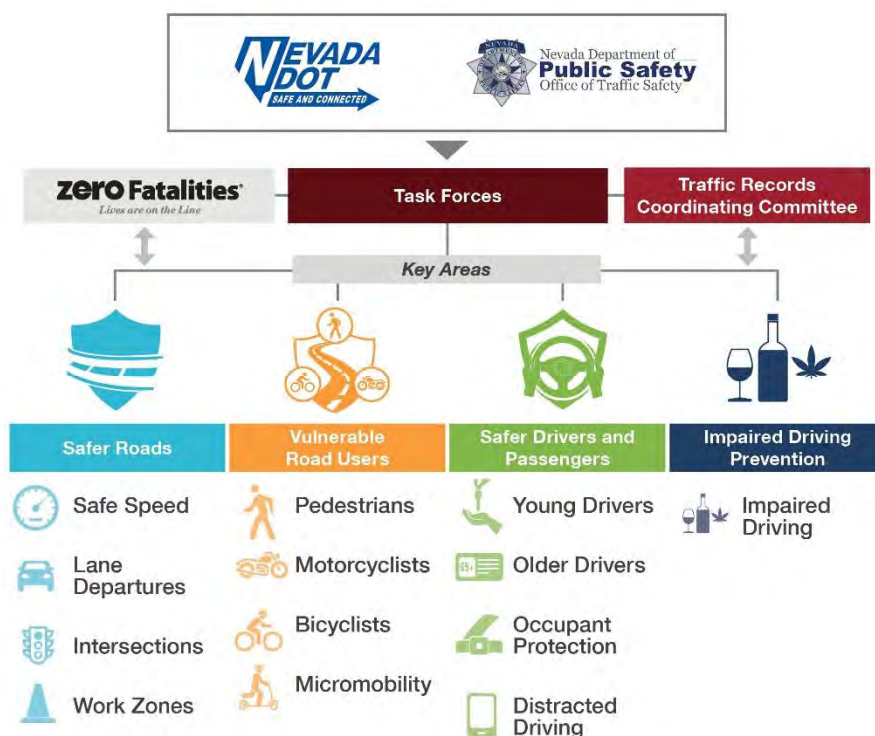 NEVADA
DOT
SAFE AND CONNECTED
NEVADA
Nevada Department of
Public Safety
Office of Traffic Safety
zero Fatalities®
Lives are on the Line
Task Forces
Traffic Records
Coordinating Committee
Key Areas
Safer Roads
Vulnerable
Road Users
Safer Drivers and
Passengers
Impaired Driving
Prevention
Safe Speed
Lane
Departures
Intersections
Work Zones
Pedestrians
Motorcyclists
Bicyclists
Micromobility
Young Drivers
65+
Older Drivers
Occupant
Protection
Distracted
Driving
Impaired
Driving